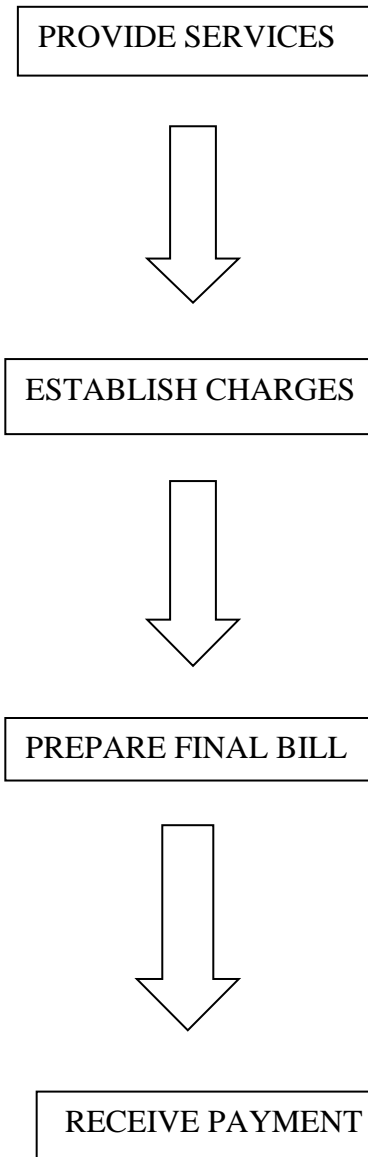 PROVIDE SERVICES
ESTABLISH CHARGES
PREPARE FINAL BILL
RECEIVE PAYMENT